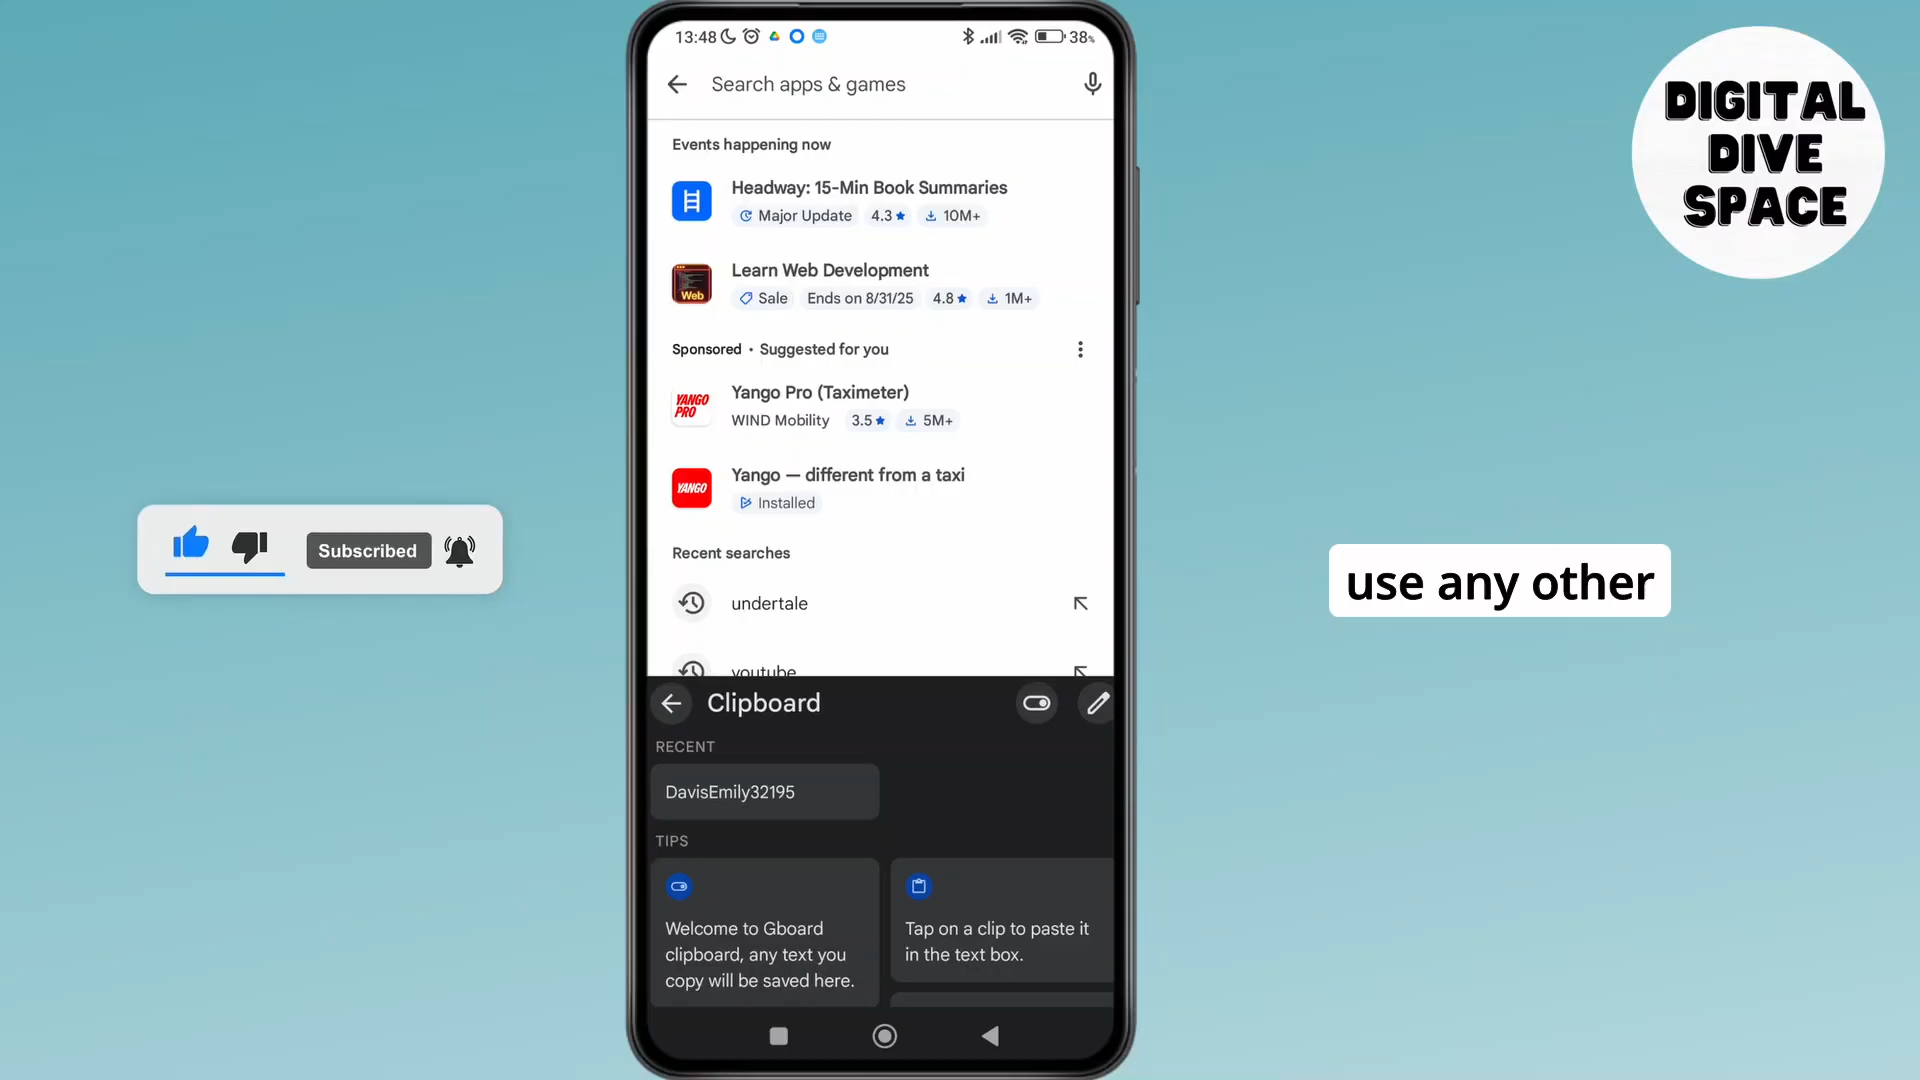 13:48
38%
Search apps & games
Events happening now
Headway: 15-Min Book Summaries
Major Update 4.3 10M+
Web
Learn Web Development
Sale Ends on 8/31/25 4.8 1M+
Sponsored • Suggested for you
YANGO
PRO
Yango Pro (Taximeter)
WIND Mobility 3.5 5M+
YANGO
Yango — different from a taxi
Installed
Recent searches
undertale
youtube
Clipboard
RECENT
DavisEmily32195
TIPS
Welcome to Gboard
clipboard, any text you
copy will be saved here.
Tap on a clip to paste it
in the text box.
Subscribed
DIGITAL
DIVE
SPACE
use any other